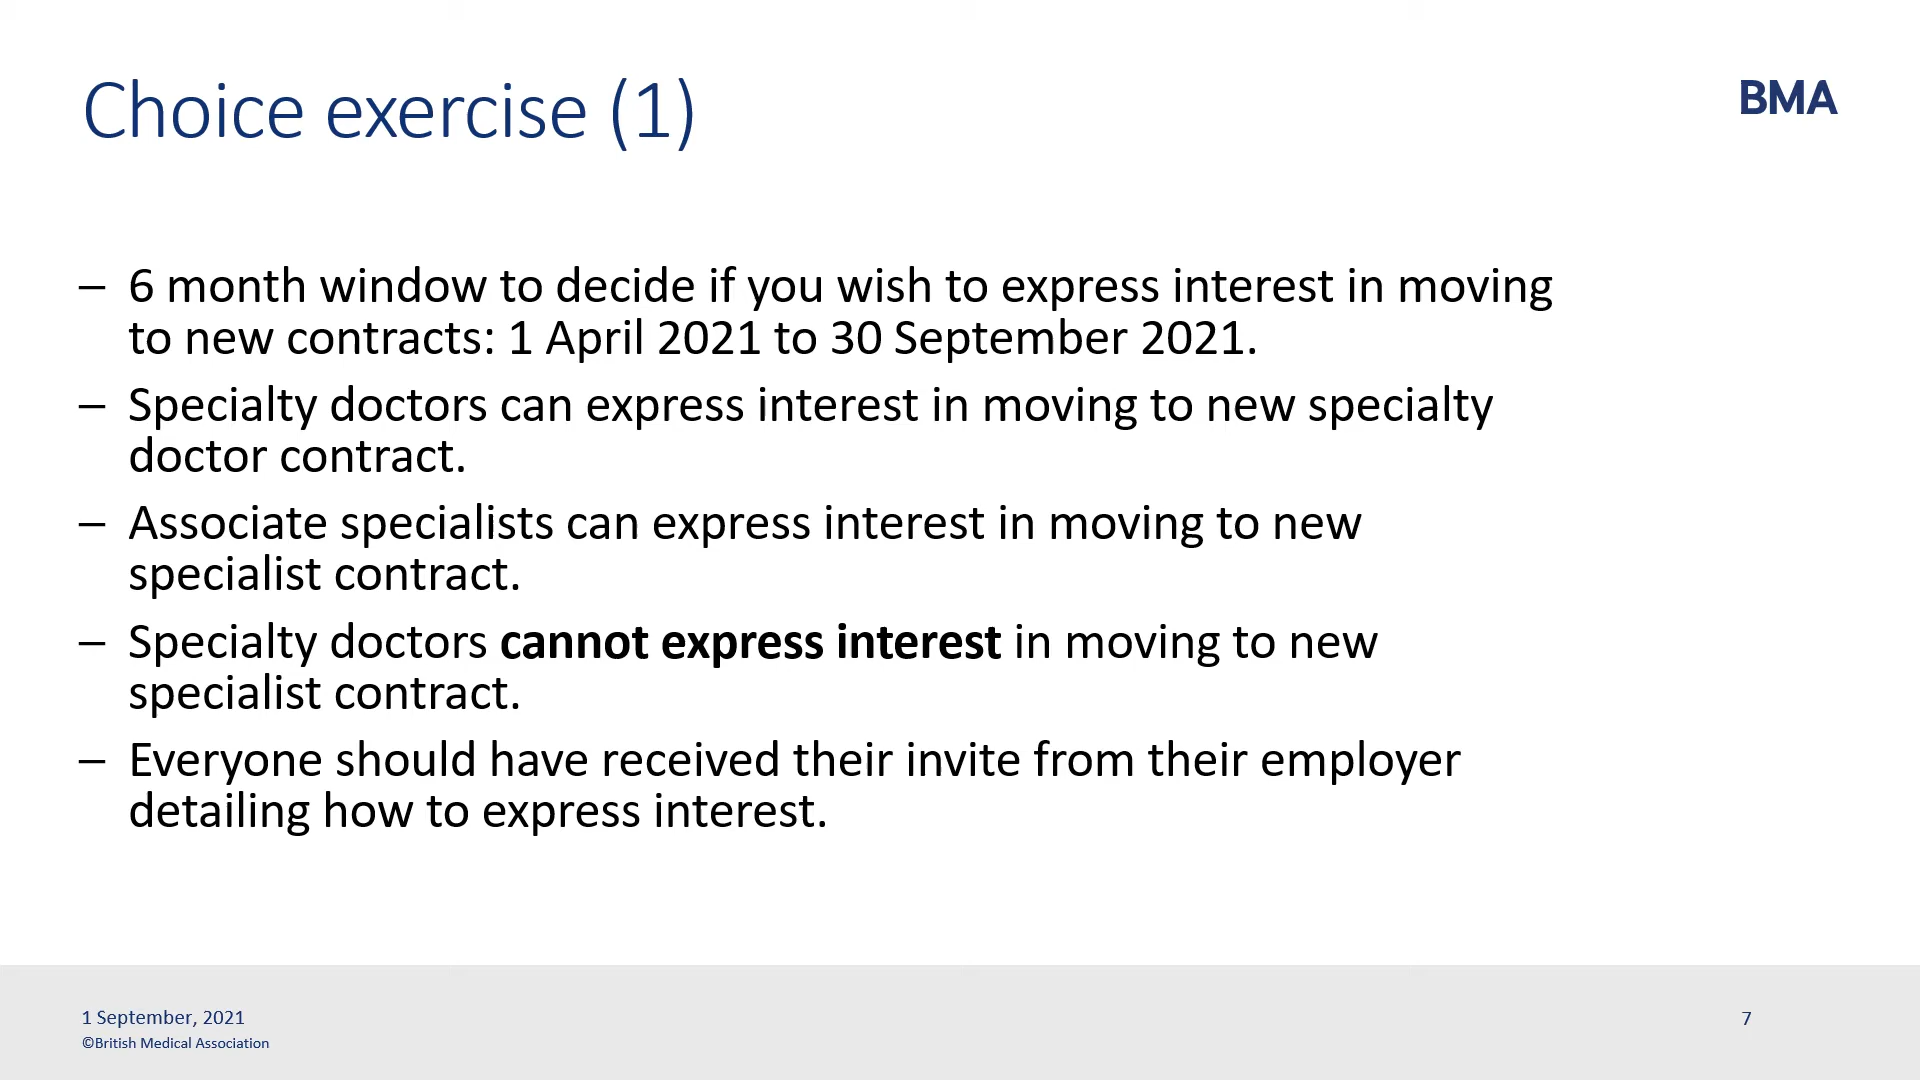 Choice exercise (1)
BMA
– 6 month window to decide if you wish to express interest in moving
to new contracts: 1 April 2021 to 30 September 2021.
– Specialty doctors can express interest in moving to new specialty
doctor contract.
– Associate specialists can express interest in moving to new
specialist contract.
– Specialty doctors cannot express interest in moving to new
specialist contract.
– Everyone should have received their invite from their employer
detailing how to express interest.
1 September, 2021
7
©British Medical Association